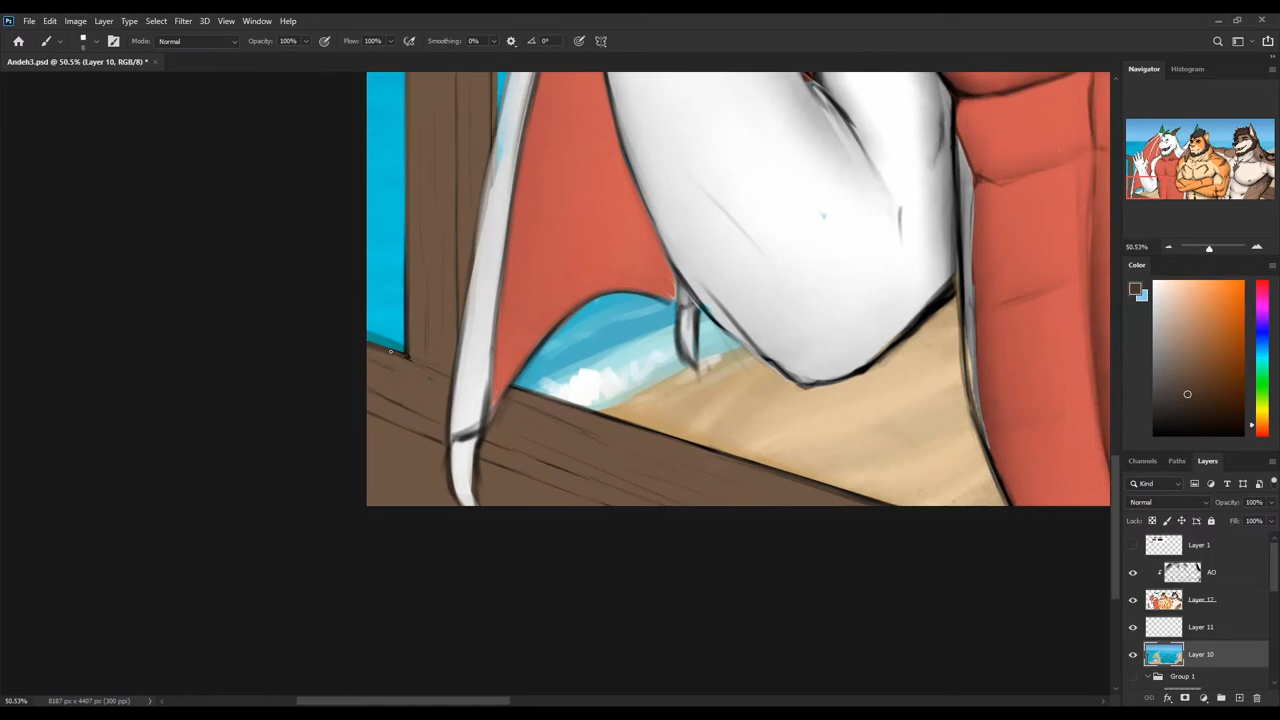 File Edit Image Layer Type Select Filter 3D View Window Help
8 Mode: Normal Opacity: 100% Flow: 100% Smoothing: 0% 0°
Andeh3.psd @ 50.5% (Layer 10, RGB/8) *
Navigator Histogram
50.53%
Color
Channels Paths Layers
Kind
Normal Opacity: 100%
Lock: Fill: 100%
Layer 1
AO
Layer 12
Layer 11
Layer 10
Group 1
50.53% 8187 px × 4407 px (300 ppi)